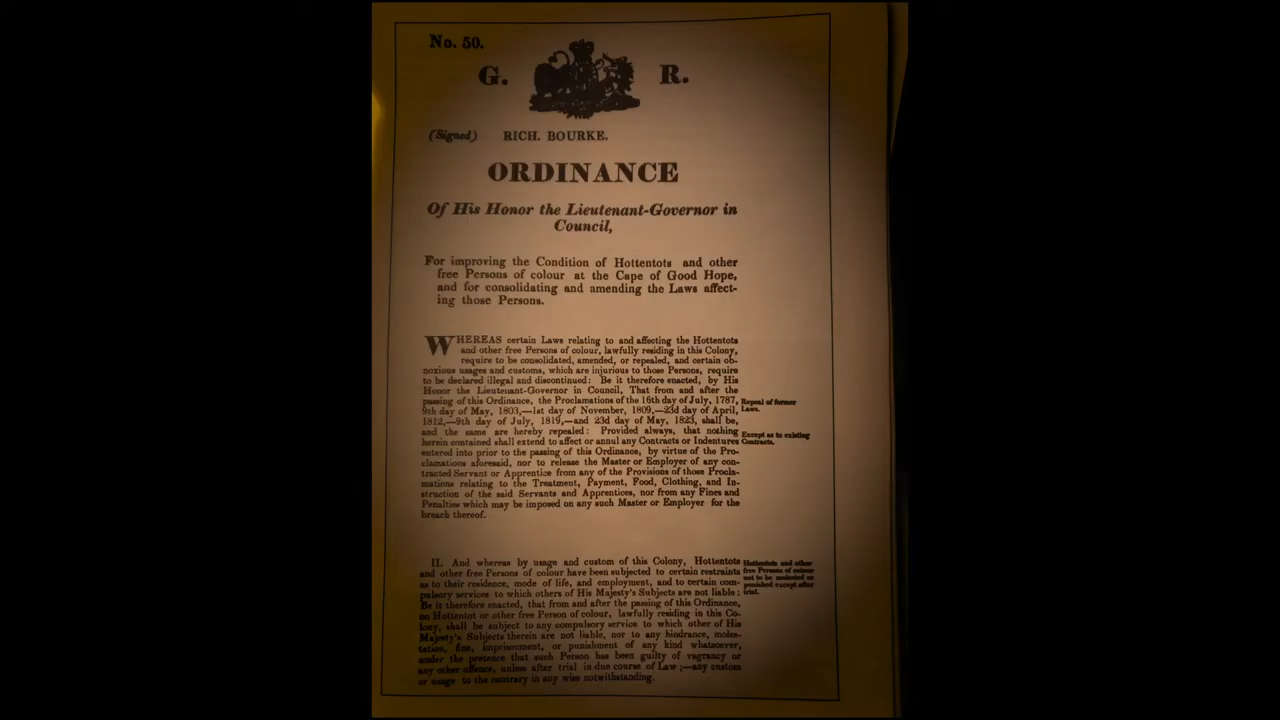 No. 50.
G. R.
(Signed) RICH. BOURKE.
ORDINANCE
Of His Honor the Lieutenant-Governor in
Council,
For improving the Condition of Hottentots and other
free Persons of colour at the Cape of Good Hope,
and for consolidating and amending the Laws affect-
ing those Persons.
WHEREAS certain Laws relating to and affecting the Hottentots
and other free Persons of colour, lawfully residing in this Colony,
require to be consolidated, amended, or repealed, and certain ob-
noxious usages and customs, which are injurious to those Persons, require
to be declared illegal and discontinued: Be it therefore enacted, by His
Honor the Lieutenant-Governor in Council, That from and after the
passing of this Ordinance, the Proclamations of the 16th day of July, 1787,
9th day of May, 1803,—1st day of November, 1809,—23d day of April,
1812,—9th day of July, 1819,—and 23d day of May, 1823, shall be,
and the same are hereby repealed: Provided always, that nothing
herein contained shall extend to affect or annul any Contracts or Indentures
entered into prior to the passing of this Ordinance, by virtue of the Pro-
clamations aforesaid, nor to release the Master or Employer of any con-
tracted Servant or Apprentice from any of the Provisions of those Procla-
mations relating to the Treatment, Payment, Food, Clothing, and In-
struction of the said Servants and Apprentices, nor from any Fines and
Penalties which may be imposed on any such Master or Employer for the
breach thereof.
Repeal of former
Laws.
Except as to existing
Contracts.
II. And whereas by usage and custom of this Colony, Hottentots
and other free Persons of colour have been subjected to certain restraints
as to their residence, mode of life, and employment, and to certain com-
pulsory services to which others of His Majesty's Subjects are not liable:
Be it therefore enacted, that from and after the passing of this Ordinance,
no Hottentot or other free Person of colour, lawfully residing in this Co-
lony, shall be subject to any compulsory service to which other of His
Majesty's Subjects therein are not liable, nor to any hindrance, moles-
tation, fine, imprisonment, or punishment of any kind whatsoever,
under the pretence that such Person has been guilty of vagrancy or
any other offence, unless after trial in due course of Law;—any custom
or usage to the contrary in any wise notwithstanding.
Hottentots and other
free Persons of colour
not to be molested or
punished except after
trial.